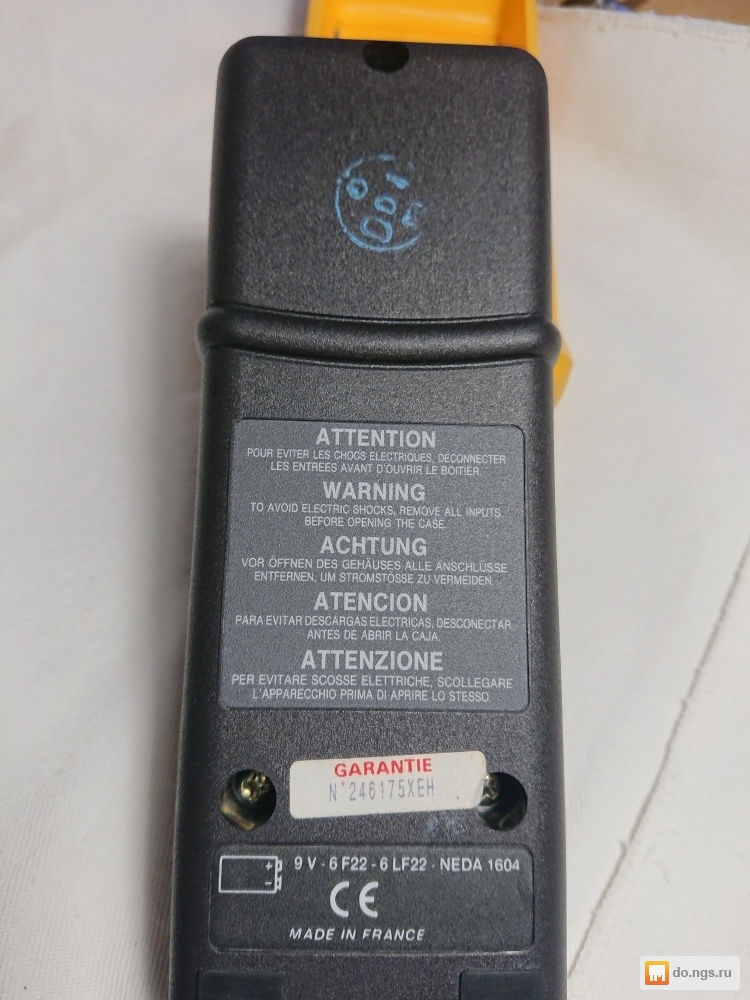 ATTENTION
POUR EVITER LES CHOCS ELECTRIQUES, DECONNECTER
LES ENTREES AVANT D'OUVRIR LE BOITIER.
WARNING
TO AVOID ELECTRIC SHOCKS, REMOVE ALL INPUTS
BEFORE OPENING THE CASE.
ACHTUNG
VOR ÖFFNEN DES GEHÄUSES ALLE ANSCHLÜSSE
ENTFERNEN, UM STROMSTÖSSE ZU VERMEIDEN.
ATENCION
PARA EVITAR DESCARGAS ELECTRICAS, DESCONECTAR
ANTES DE ABRIR LA CAJA.
ATTENZIONE
PER EVITARE SCOSSE ELETTRICHE, SCOLLEGARE
L'APPARECCHIO PRIMA DI APRIRE LO STESSO.
GARANTIE
N°246175XEH
+
-
9 V - 6 F22 - 6 LF22 - NEDA 1604
CE
MADE IN FRANCE
do.ngs.ru